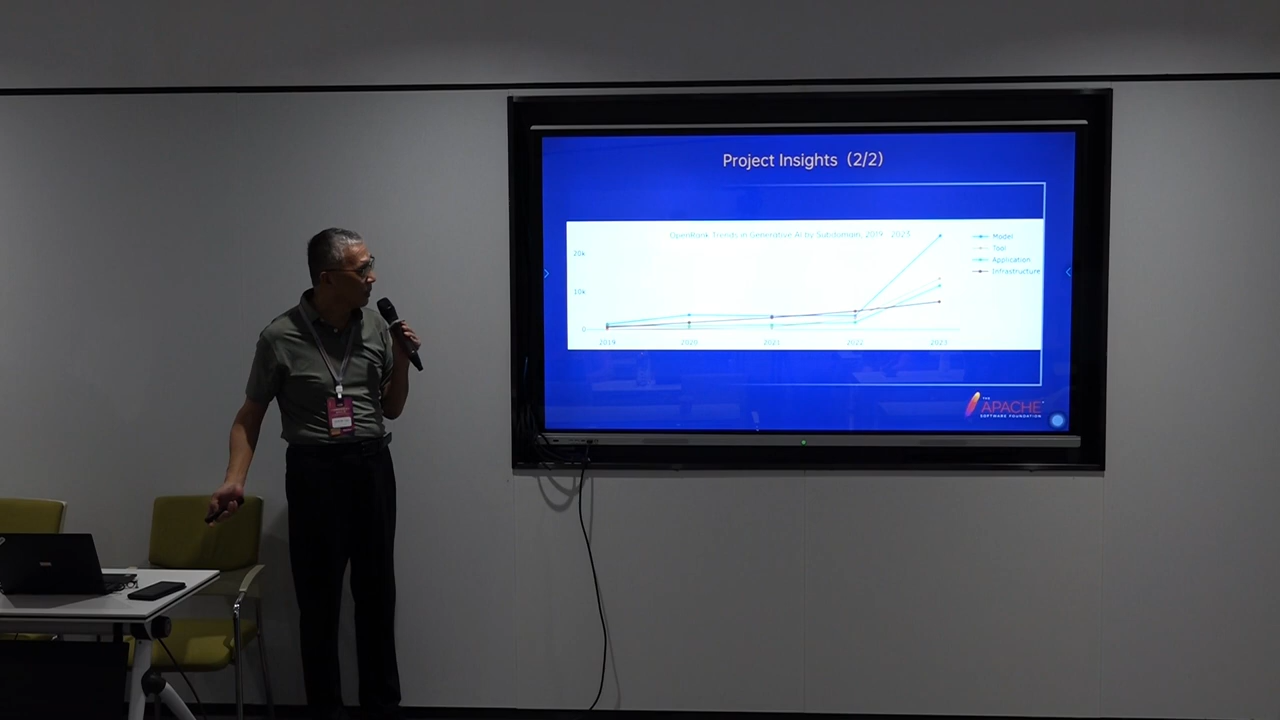 Project Insights（2/2）
OpenRank Trends in Generative AI by Subdomain, 2019 - 2023
20k
10k
0
2019
2020
2021
2022
2023
Model
Tool
Application
Infrastructure
THE
APACHE
SOFTWARE FOUNDATION